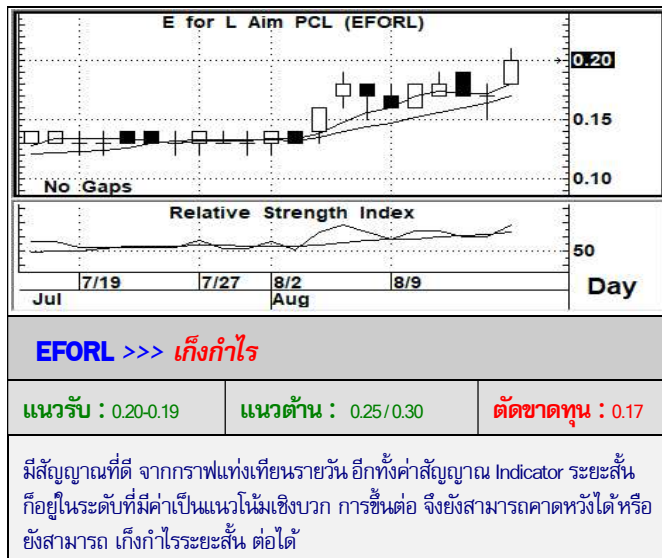 E for L Aim PCL (EFORL)
0.20
0.15
0.10
No Gaps
Relative Strength Index
50
7/19 7/27 8/2 8/9
Jul Aug
Day
EFORL >>> เก็งกำไร
แนวรับ : 0.20-0.19 แนวต้าน : 0.25/0.30 ตัดขาดทุน : 0.17
มีสัญญาณที่ดี จากกราฟแท่งเทียนรายวัน อีกทั้งค่าสัญญาณ Indicator ระยะสั้น
ก็อยู่ในระดับที่มีค่าเป็นแนวโน้มเชิงบวก การขึ้นต่อ จึงยังสามารถคาดหวังได้หรือ
ยังสามารถ เก็งกำไรระยะสั้น ต่อได้